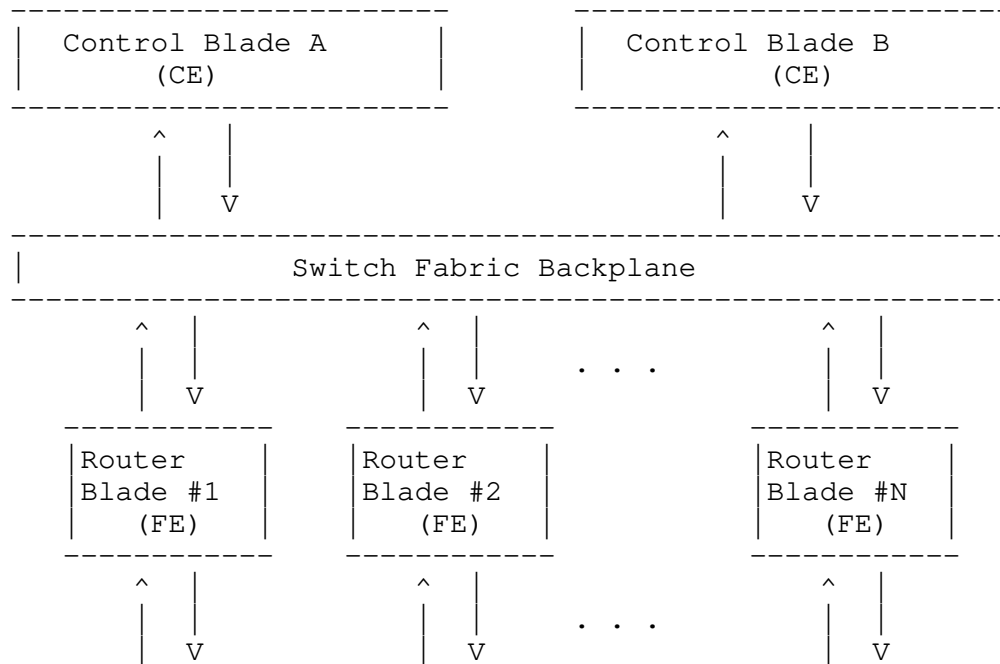 Control Blade A Control Blade B
(CE) (CE)
^ | ^ |
V V
Switch Fabric Backplane
^ | ^ | ^ |
. . .
V V V
Router Router Router
Blade #1 Blade #2 Blade #N
(FE) (FE) (FE)
^ | ^ | ^ |
. . .
V V V